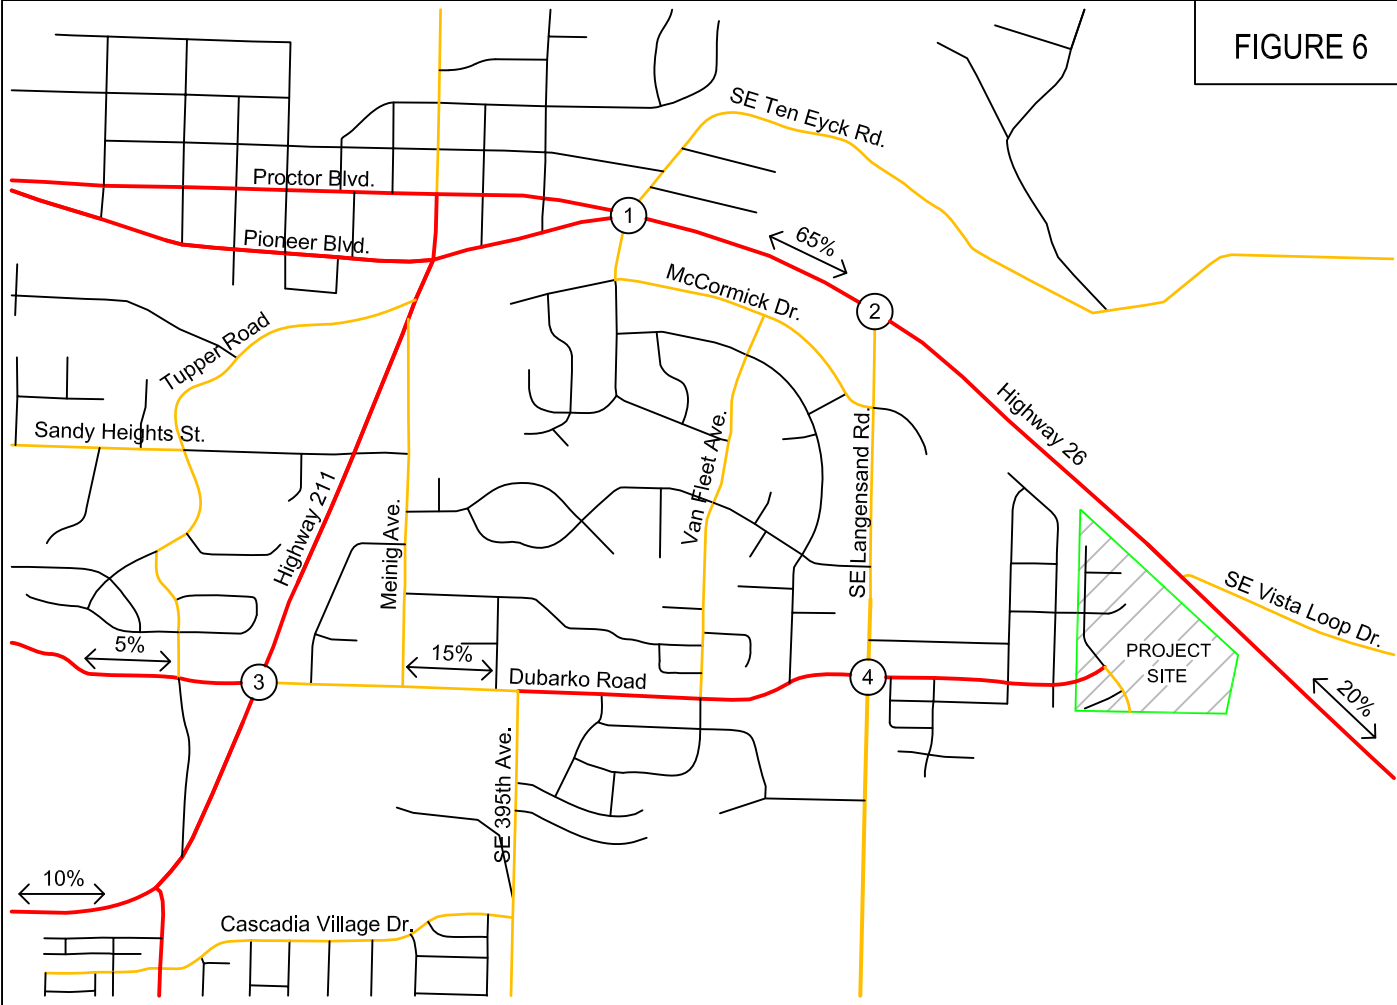 FIGURE 6
SE Ten Eyck Rd.
Proctor Blvd.
1
Pioneer Blvd.
65%
McCormick Dr.
2
Tupper Road
Highway 26
Sandy Heights St.
Van Fleet Ave.
SE Langensand Rd.
Highway 211
Meinig Ave.
SE Vista Loop Dr.
5%
15%
PROJECT
SITE
3
Dubarko Road
4
20%
SE 395th Ave.
10%
Cascadia Village Dr.